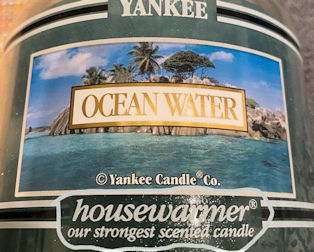 YANKEE
OCEAN WATER
© Yankee Candle® Co.
housewarmer®
our strongest scented candle